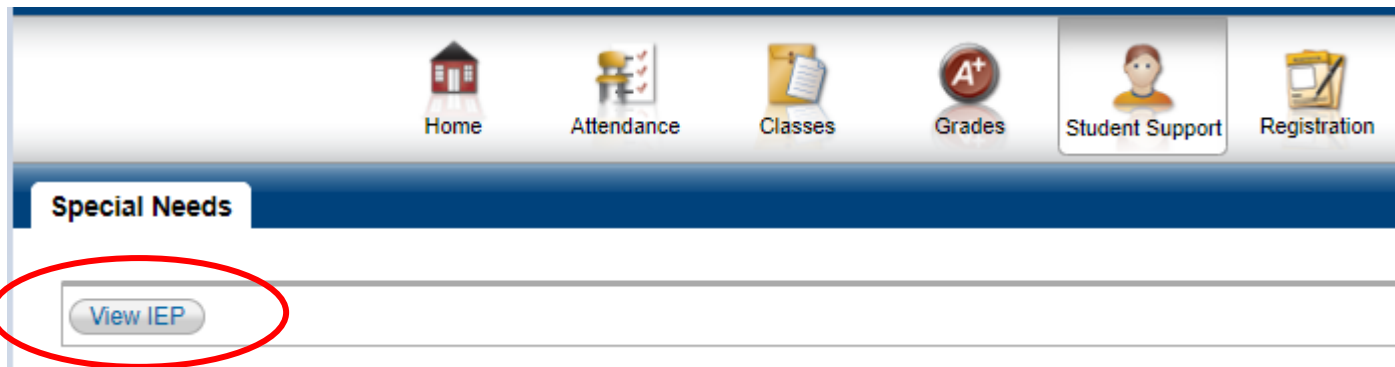 A+
Home Attendance Classes Grades Student Support Registration
Special Needs
View IEP